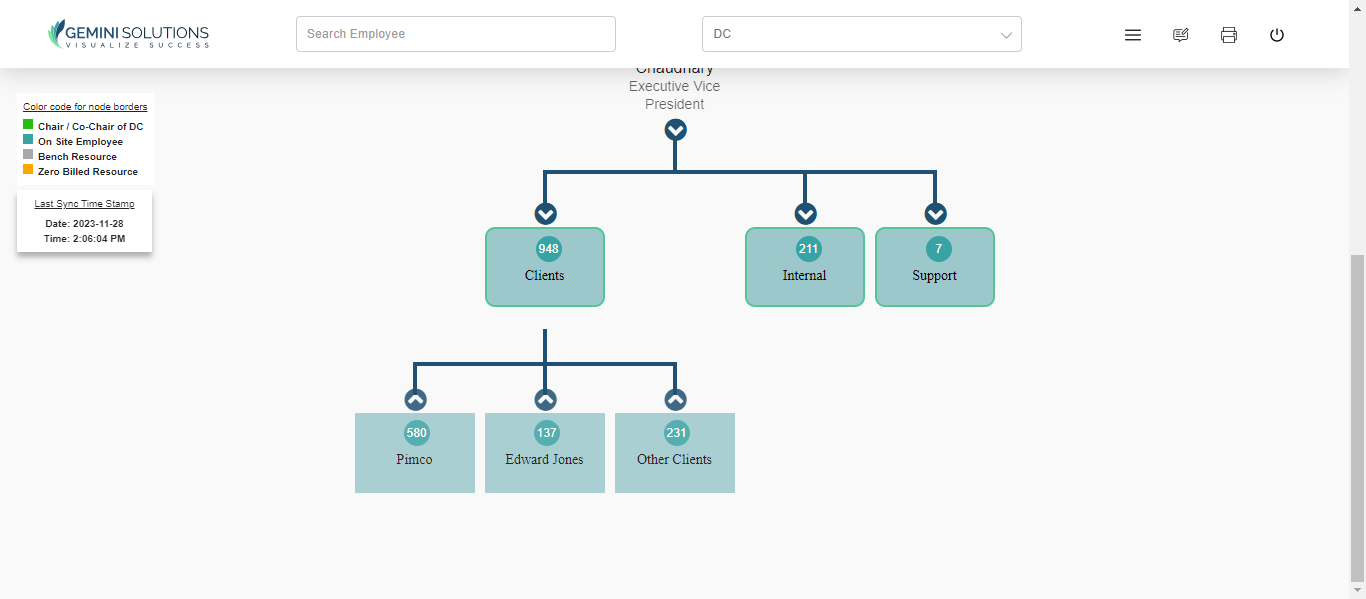 GEMINI SOLUTIONS
VISUALIZE SUCCESS
Search Employee
DC
Chaudhary
Executive Vice
President
Color code for node borders
Chair / Co-Chair of DC
On Site Employee
Bench Resource
Zero Billed Resource
Last Sync Time Stamp
Date: 2023-11-28
Time: 2:06:04 PM
948
Clients
211
Internal
7
Support
580
Pimco
137
Edward Jones
231
Other Clients